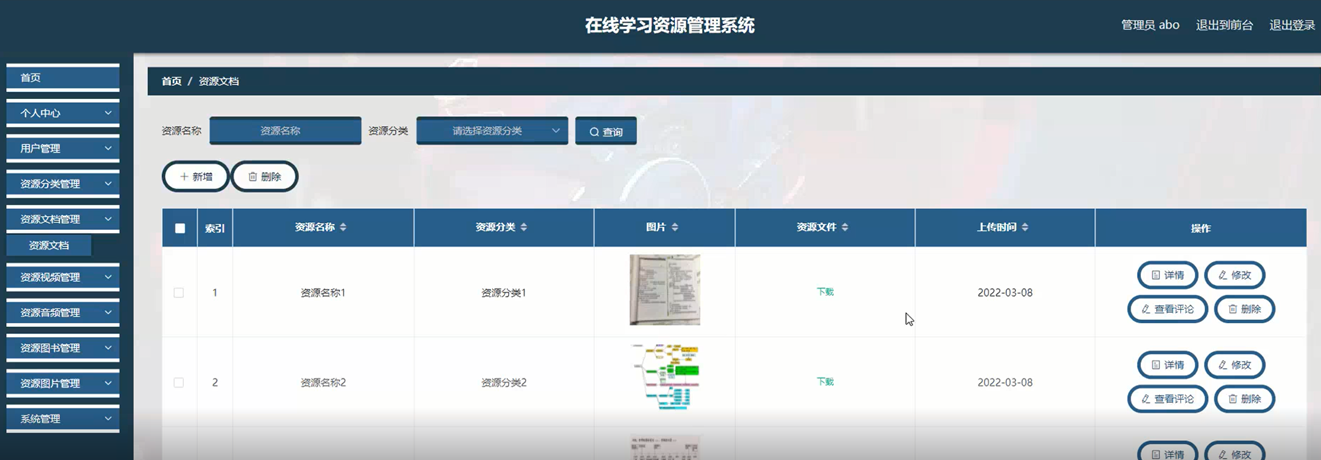 在线学习资源管理系统
管理员 abo 退出到前台 退出登录
首页
个人中心
用户管理
资源分类管理
资源文档管理
资源文档
资源视频管理
资源音频管理
资源图书管理
资源图片管理
系统管理
首页 / 资源文档
资源名称 资源名称 资源分类 请选择资源分类 查询
新增 删除
索引 资源名称 资源分类 图片 资源文件 上传时间 操作
1 资源名称1 资源分类1 下载 2022-03-08 详情 修改
查看评论 删除
2 资源名称2 资源分类2 下载 2022-03-08 详情 修改
查看评论 删除
详情 修改